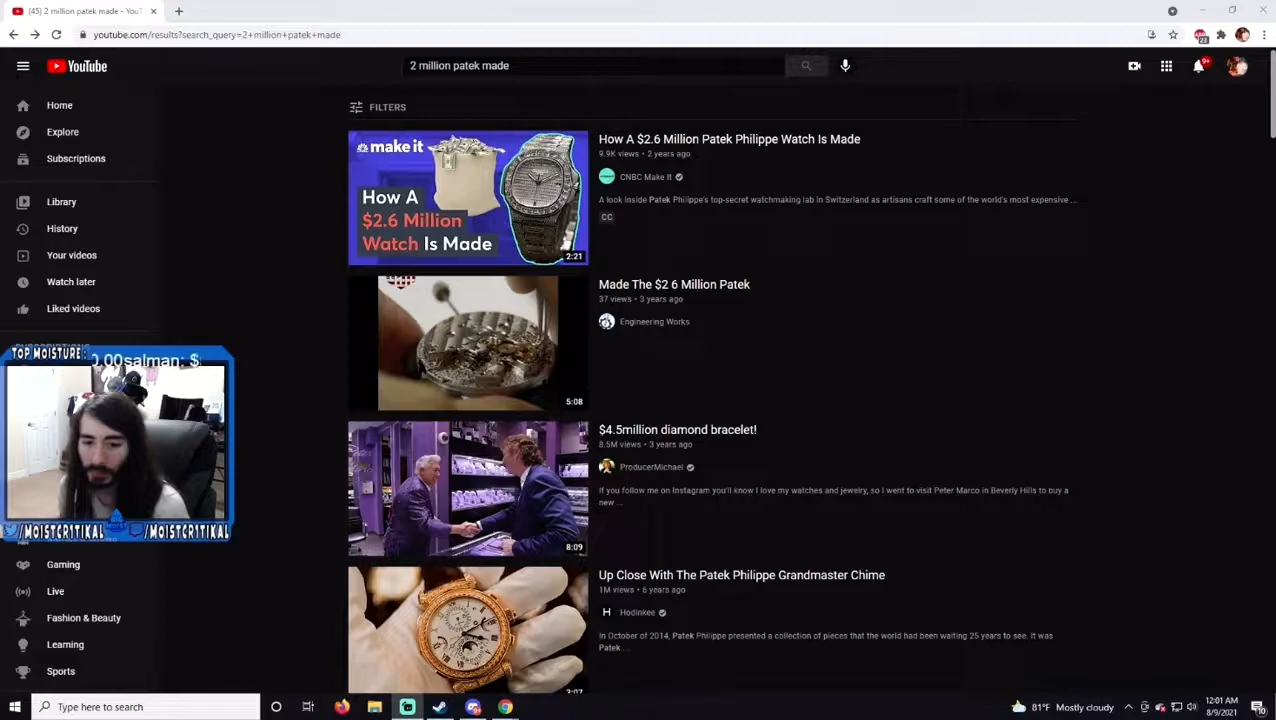 (45) 2 million patek made - YouT
youtube.com/results?search_query=2+million+patek+made
YouTube
2 million patek made
9+
Home
Explore
Subscriptions
Library
History
Your videos
Watch later
Liked videos
Gaming
Live
Fashion & Beauty
Learning
Sports
TOP MOISTURE:
0.00salman: $
/MOISTCR1TIKAL
/MOISTCR1TIKAL
FILTERS
make it
How A
$2.6 Million
Watch Is Made
2:21
How A $2.6 Million Patek Philippe Watch Is Made
9.9K views • 2 years ago
CNBC Make It
A look inside Patek Philippe's top-secret watchmaking lab in Switzerland as artisans craft some of the world's most expensive ...
CC
5:08
Made The $2 6 Million Patek
37 views • 3 years ago
Engineering Works
8:09
$4.5million diamond bracelet!
8.5M views • 3 years ago
ProducerMichael
If you follow me on Instagram you'll know I love my watches and jewelry, so I went to visit Peter Marco in Beverly Hills to buy a
new ...
Up Close With The Patek Philippe Grandmaster Chime
1M views • 6 years ago
H Hodinkee
In October of 2014, Patek Philippe presented a collection of pieces that the world had been waiting 25 years to see. It was
Patek ...
Type here to search
81°F Mostly cloudy
12:01 AM
8/9/2021